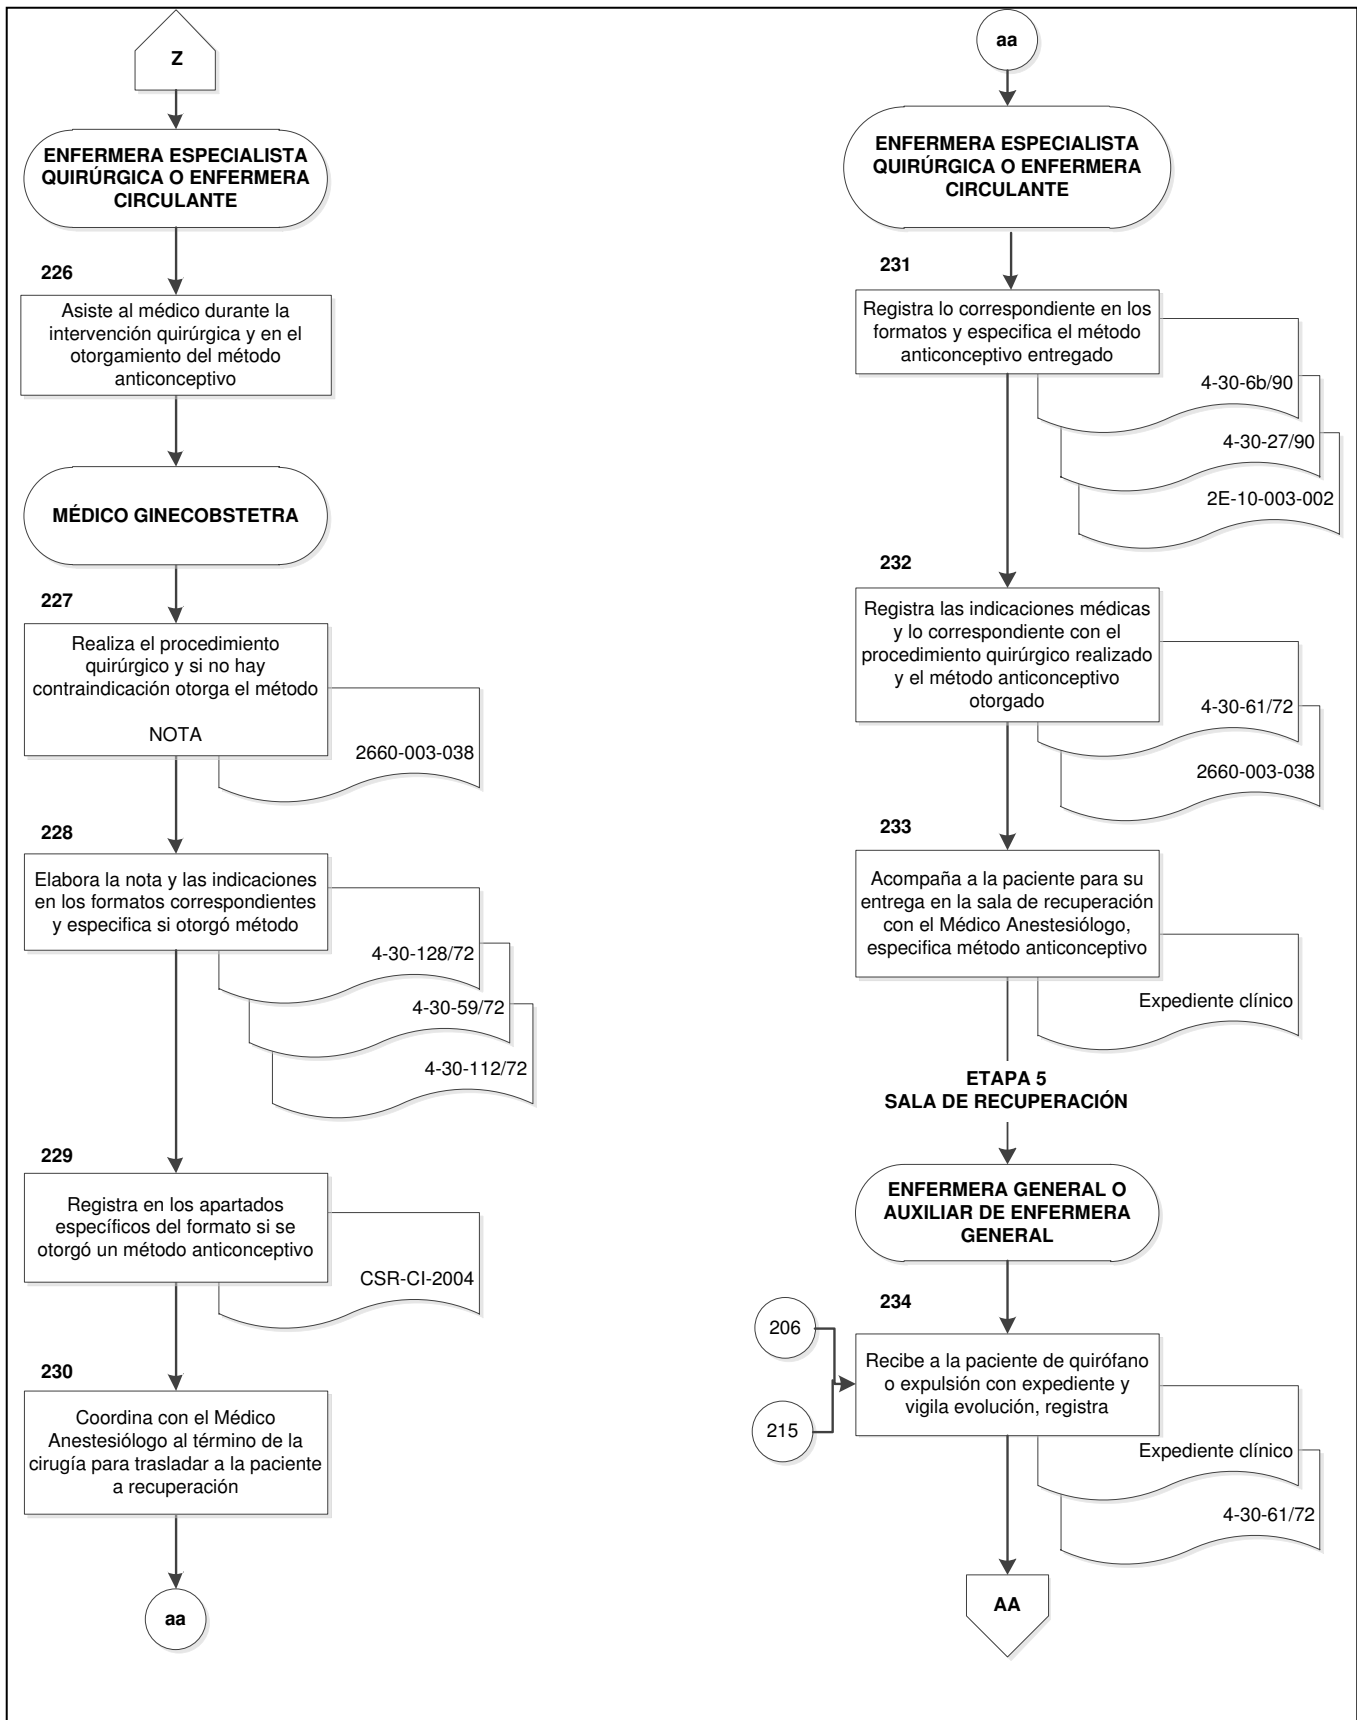 Z
ENFERMERA ESPECIALISTA
QUIRÚRGICA O ENFERMERA
CIRCULANTE
226
Asiste al médico durante la
intervención quirúrgica y en el
otorgamiento del método
anticonceptivo
MÉDICO GINECOBSTETRA
227
Realiza el procedimiento
quirúrgico y si no hay
contraindicación otorga el método
NOTA
2660-003-038
228
Elabora la nota y las indicaciones
en los formatos correspondientes
y especifica si otorgó método
4-30-128/72
4-30-59/72
4-30-112/72
229
Registra en los apartados
específicos del formato si se
otorgó un método anticonceptivo
CSR-CI-2004
230
Coordina con el Médico
Anestesiólogo al término de la
cirugía para trasladar a la paciente
a recuperación
aa
aa
ENFERMERA ESPECIALISTA
QUIRÚRGICA O ENFERMERA
CIRCULANTE
231
Registra lo correspondiente en los
formatos y especifica el método
anticonceptivo entregado
4-30-6b/90
4-30-27/90
2E-10-003-002
232
Registra las indicaciones médicas
y lo correspondiente con el
procedimiento quirúrgico realizado
y el método anticonceptivo
otorgado
4-30-61/72
2660-003-038
233
Acompaña a la paciente para su
entrega en la sala de recuperación
con el Médico Anestesiólogo,
especifica método anticonceptivo
Expediente clínico
ETAPA 5
SALA DE RECUPERACIÓN
ENFERMERA GENERAL O
AUXILIAR DE ENFERMERA
GENERAL
234
206
215
Recibe a la paciente de quirófano
o expulsión con expediente y
vigila evolución, registra
Expediente clínico
4-30-61/72
AA